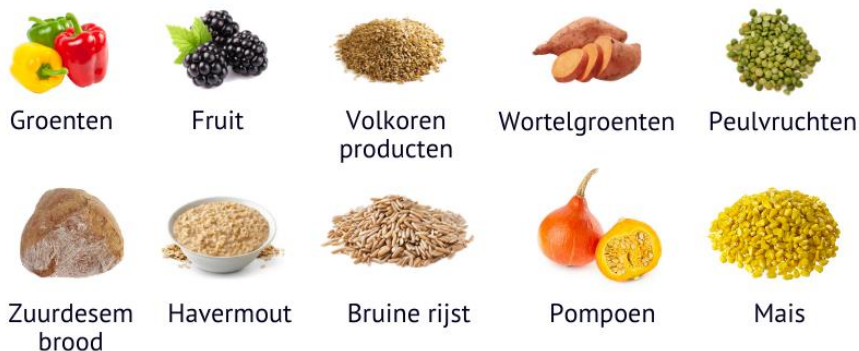 Groenten
Fruit
Volkoren
producten
Wortelgroenten
Peulvruchten
Zuurdesem
brood
Havermout
Bruine rijst
Pompoen
Mais